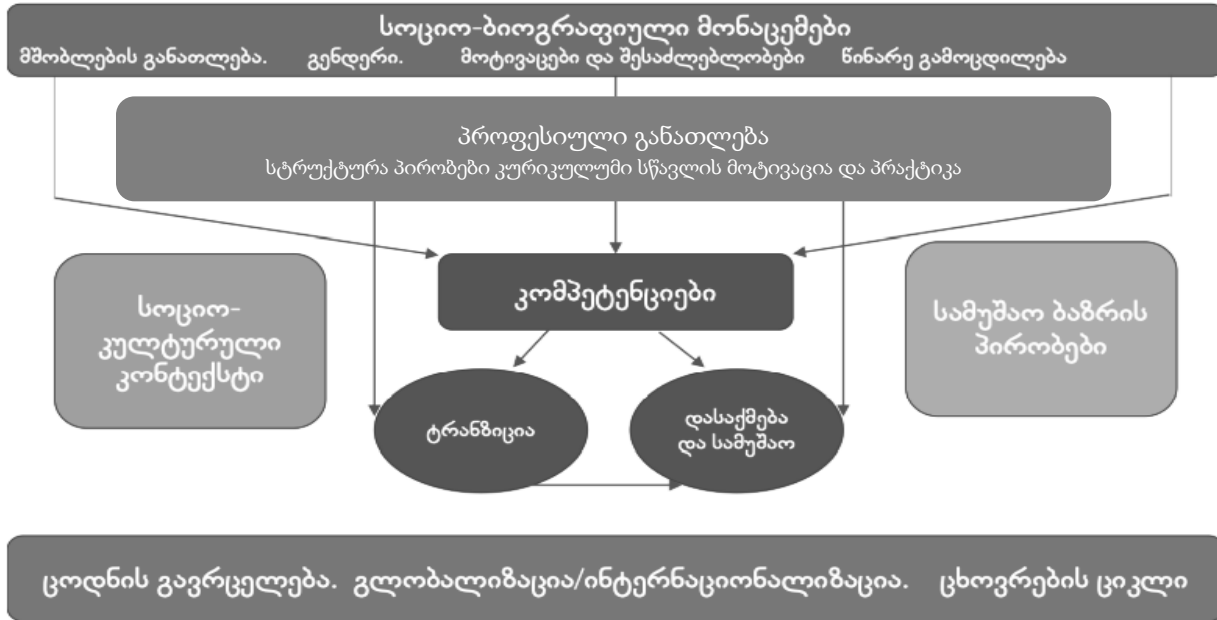 სოციო-ბიოგრაფიული მონაცემები
მშობლების განათლება. გენდერი. მოტივაცები და შესაძლებლობები წინარე გამოცდილება
პროფესიული განათლება
სტრუქტურა პირობები კურიკულუმი სწავლის მოტივაცია და პრაქტიკა
კომპეტენციები
სოციო-
კულტურული
კონტექსტი
სამუშაო ბაზრის
პირობები
ტრანზიცია
დასაქმება
და სამუშაო
ცოდნის გავრცელება. გლობალიზაცია/ინტერნაციონალიზაცია. ცხოვრების ციკლი